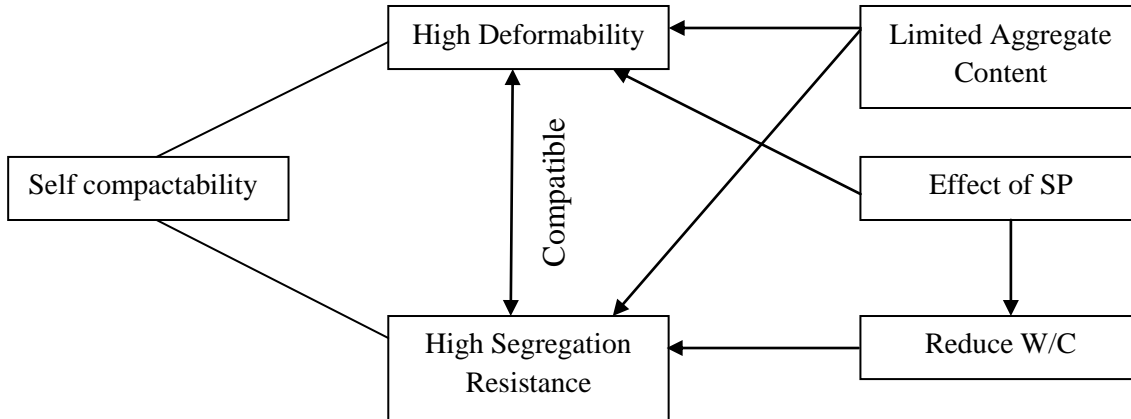 High Deformability
Limited Aggregate
Content
Compatible
Self compactability
Effect of SP
High Segregation
Resistance
Reduce W/C